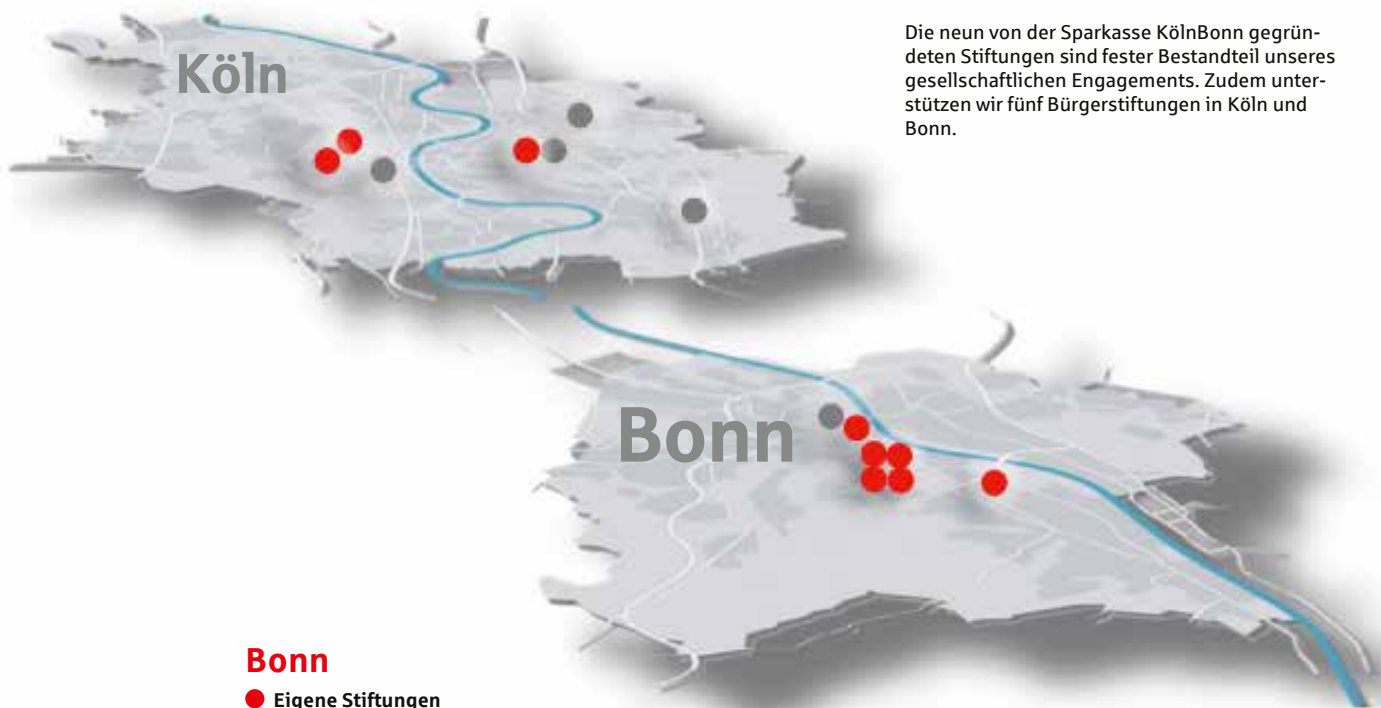 Die neun von der Sparkasse KölnBonn gegrün-
deten Stiftungen sind fester Bestandteil unseres
gesellschaftlichen Engagements. Zudem unter-
stützen wir fünf Bürgerstiftungen in Köln und
Bonn.
Köln
Bonn
Bonn
Eigene Stiftungen